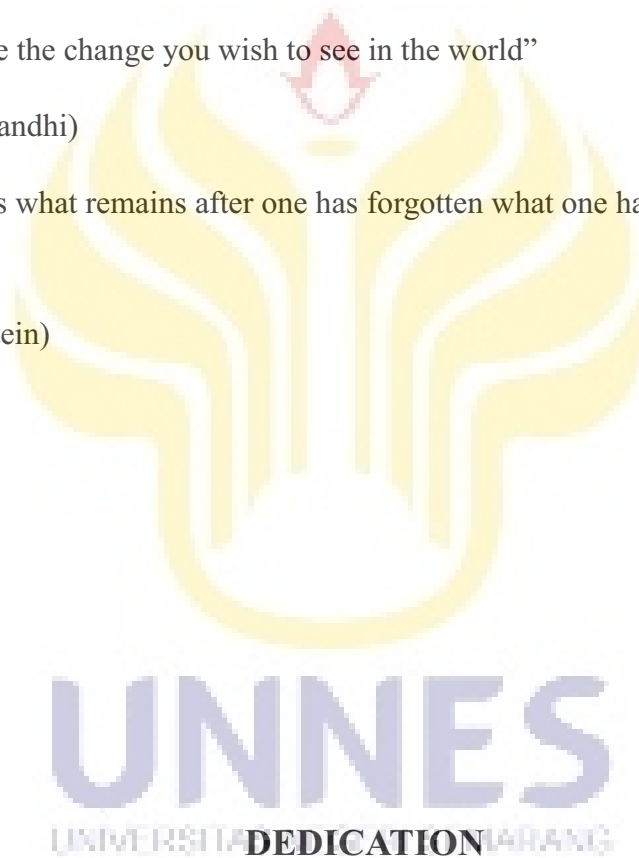 e the change you wish to see in the world”
andhi)
s what remains after one has forgotten what one ha
ein)
UNNES
DEDICATION